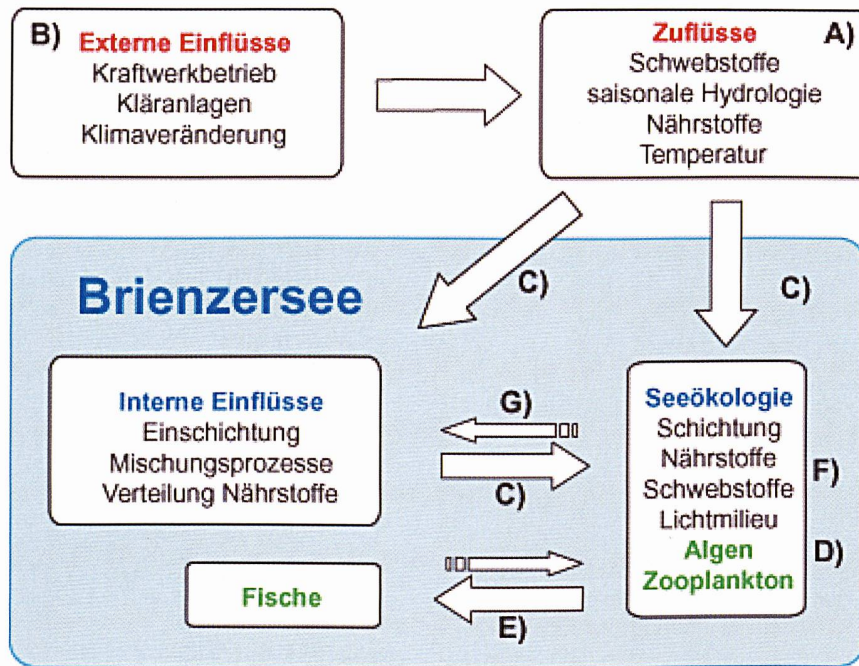 B) Externe Einflüsse
Kraftwerkbetrieb
Kläranlagen
Klimaveränderung
Zuflüsse A)
Schwebstoffe
saisonale Hydrologie
Nährstoffe
Temperatur
C)
C)
Brienzersee
Interne Einflüsse
Einschichtung
Mischungsprozesse
Verteilung Nährstoffe
G)
C)
Seeökologie
Schichtung
Nährstoffe
Schwebstoffe
F)
Lichtmilieu
Algen
D)
Zooplankton
Fische
E)